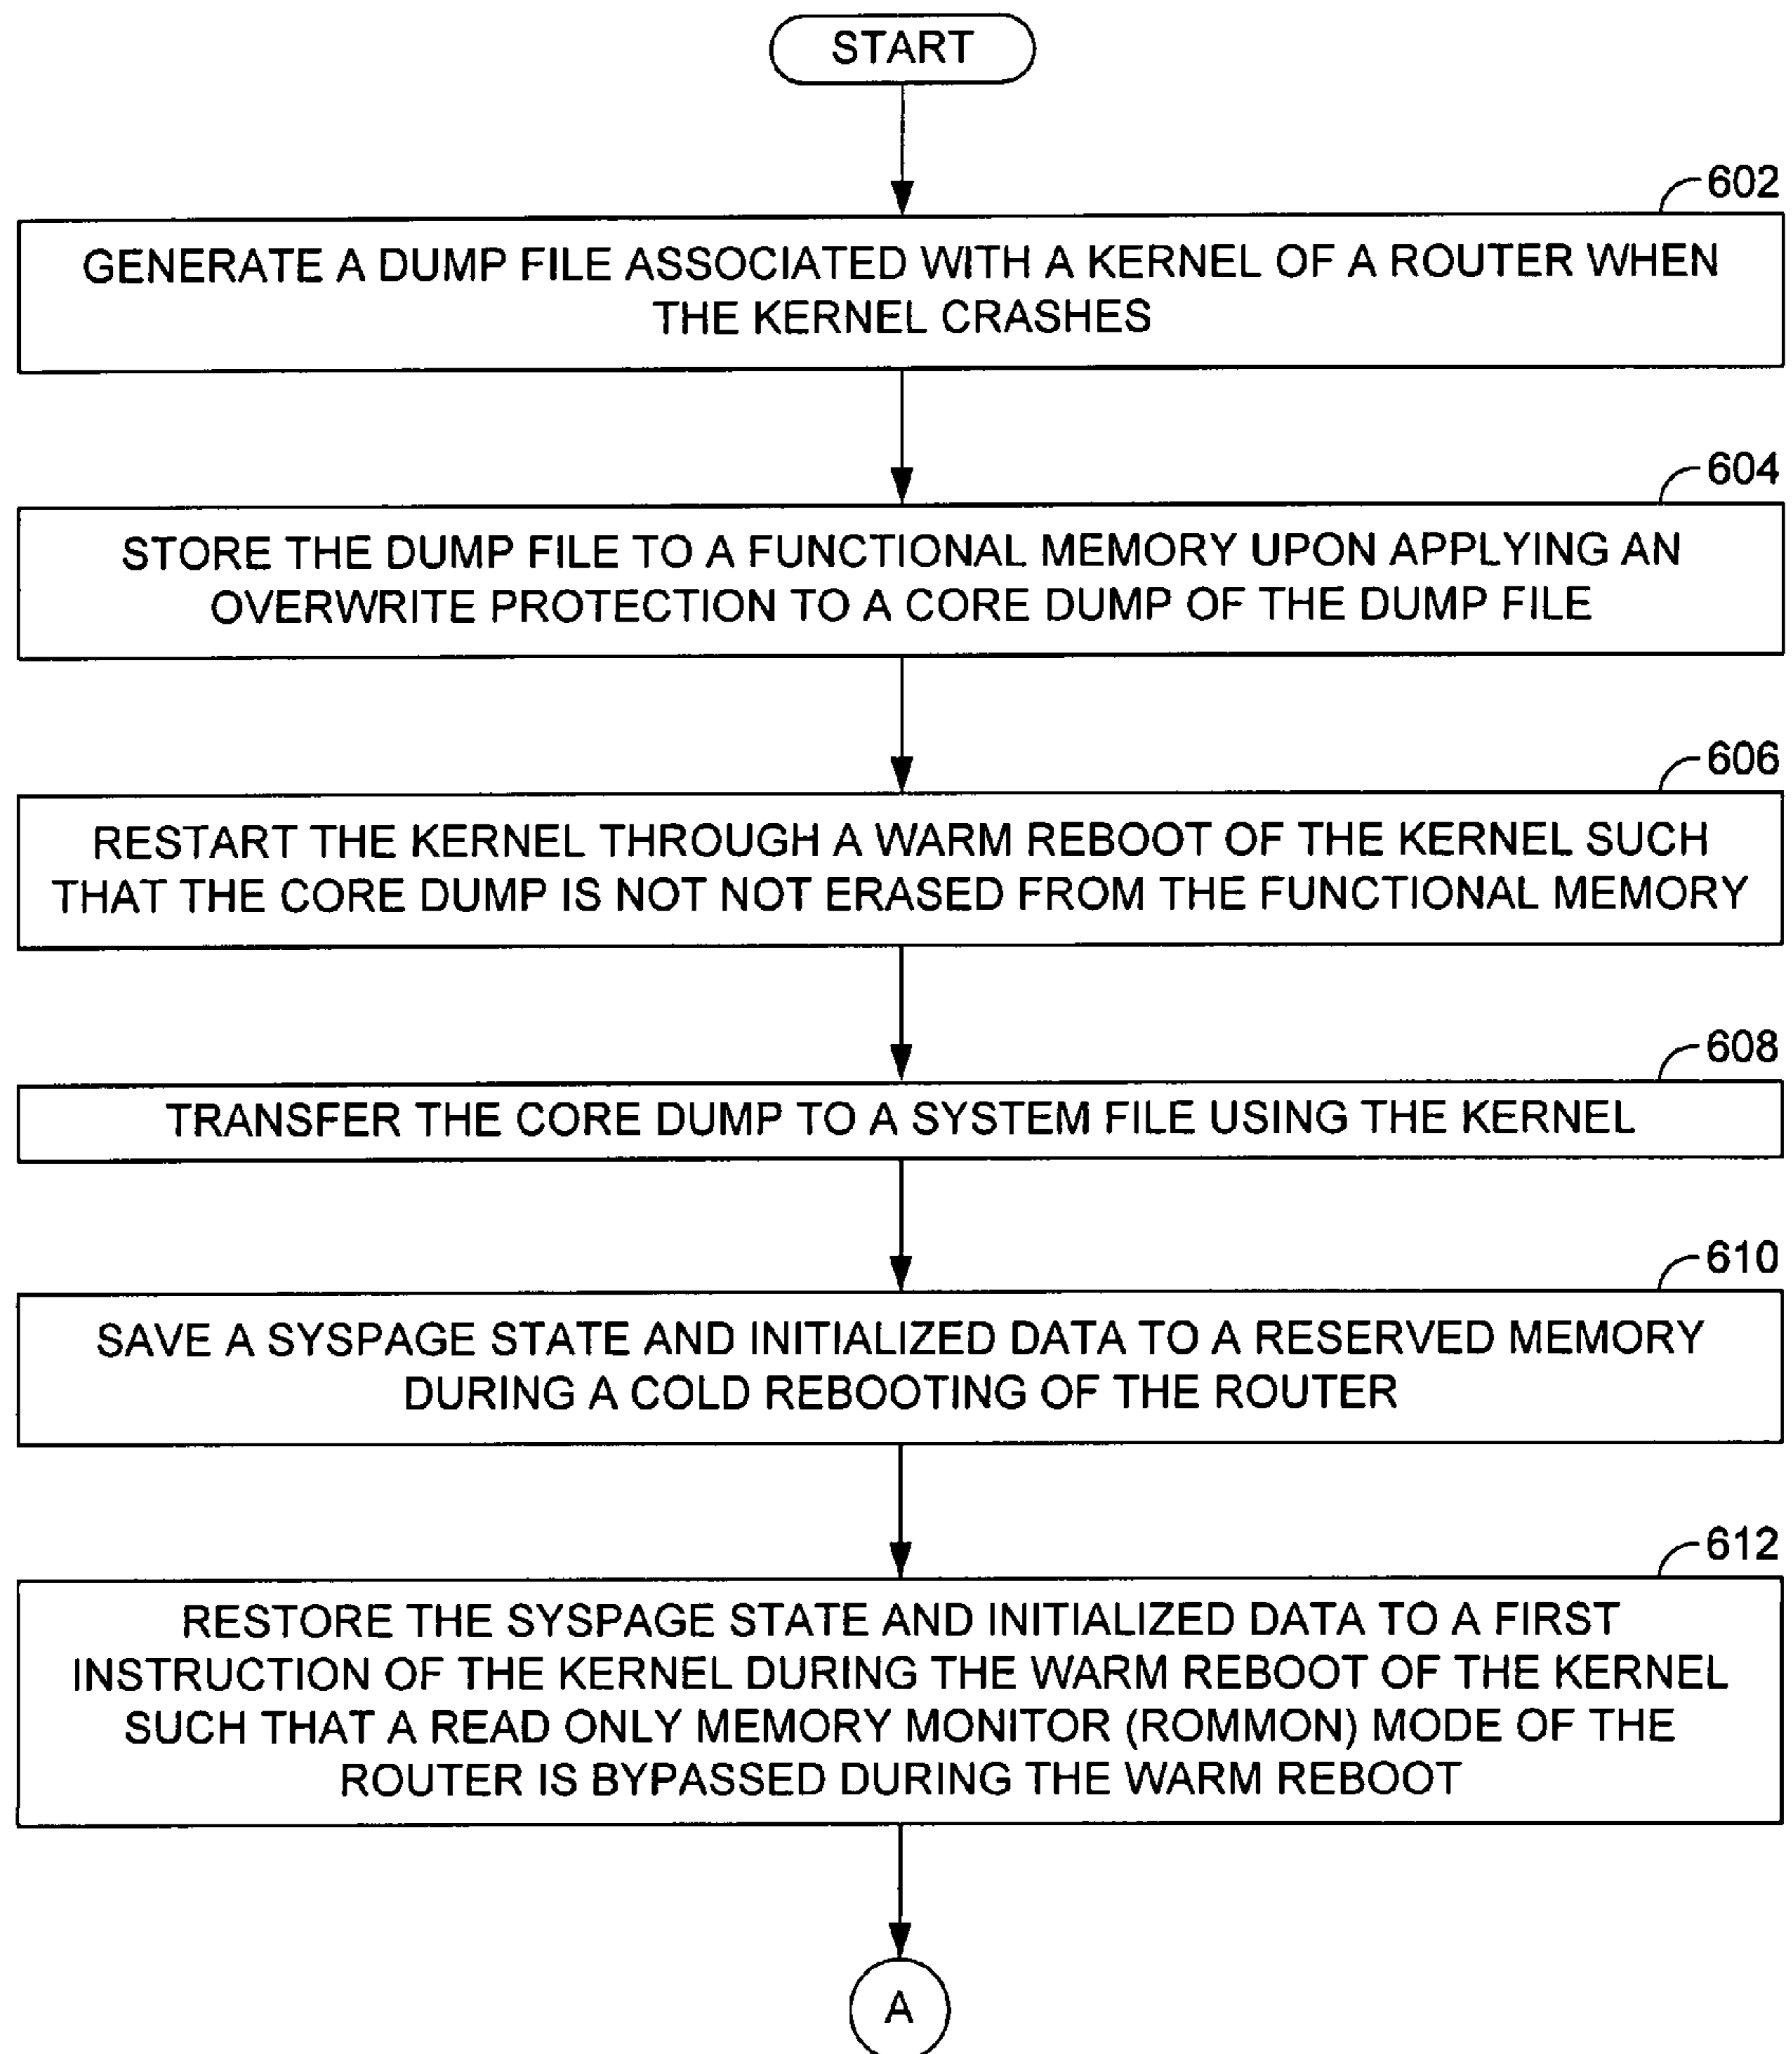 START
602
GENERATE A DUMP FILE ASSOCIATED WITH A KERNEL OF A ROUTER WHEN
THE KERNEL CRASHES
604
STORE THE DUMP FILE TO A FUNCTIONAL MEMORY UPON APPLYING AN
OVERWRITE PROTECTION TO A CORE DUMP OF THE DUMP FILE
606
RESTART THE KERNEL THROUGH A WARM REBOOT OF THE KERNEL SUCH
THAT THE CORE DUMP IS NOT NOT ERASED FROM THE FUNCTIONAL MEMORY
608
TRANSFER THE CORE DUMP TO A SYSTEM FILE USING THE KERNEL
610
SAVE A SYSPAGE STATE AND INITIALIZED DATA TO A RESERVED MEMORY
DURING A COLD REBOOTING OF THE ROUTER
612
RESTORE THE SYSPAGE STATE AND INITIALIZED DATA TO A FIRST
INSTRUCTION OF THE KERNEL DURING THE WARM REBOOT OF THE KERNEL
SUCH THAT A READ ONLY MEMORY MONITOR (ROMMON) MODE OF THE
ROUTER IS BYPASSED DURING THE WARM REBOOT
A